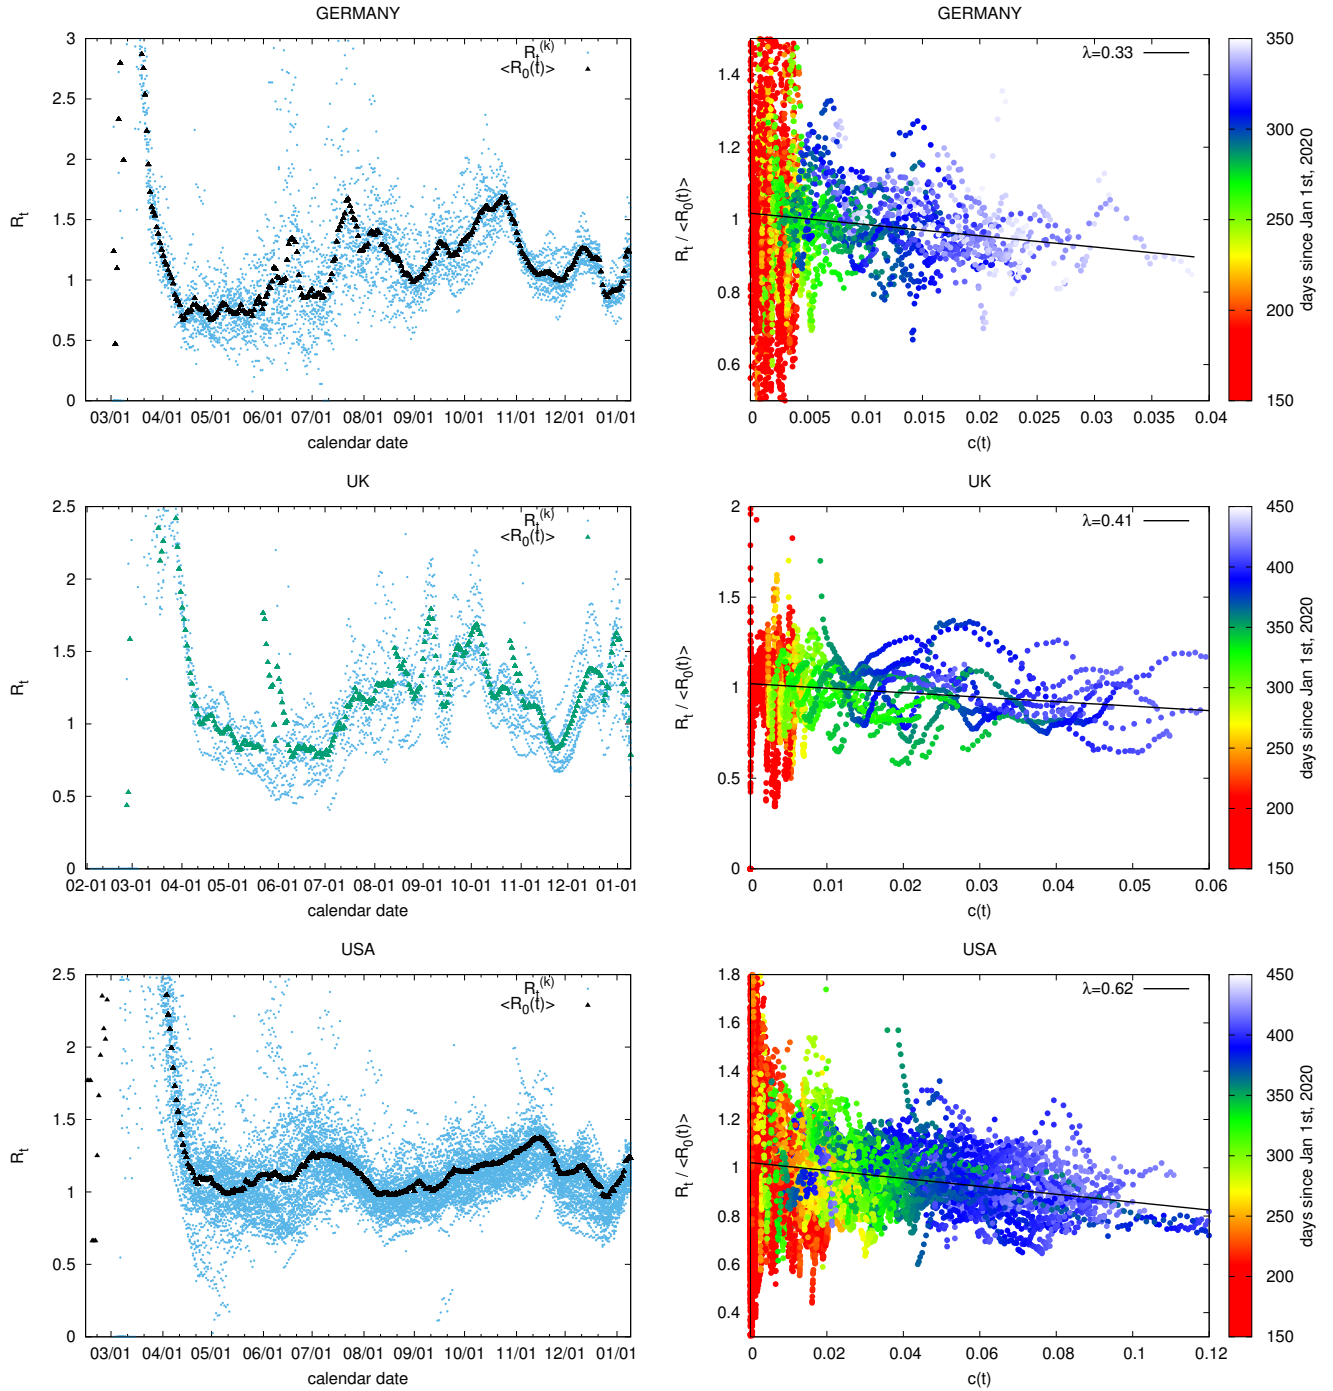 GERMANY
R_t^(k)
<R_0(t)>
3
2.5
2
1.5
1
0.5
0
R_t
03/01 04/01 05/01 06/01 07/01 08/01 09/01 10/01 11/01 12/01 01/01
calendar date
GERMANY
λ=0.33
1.4
1.2
1
0.8
0.6
R_t / <R_0(t)>
0 0.005 0.01 0.015 0.02 0.025 0.03 0.035 0.04
c(t)
350
300
250
200
150
days since Jan 1st, 2020
UK
R_t^(k)
<R_0(t)>
2.5
2
1.5
1
0.5
0
R_t
02-01 03-01 04-01 05-01 06-01 07-01 08-01 09-01 10-01 11-01 12-01 01-01
calendar date
UK
λ=0.41
2
1.5
1
0.5
0
R_t / <R_0(t)>
0 0.01 0.02 0.03 0.04 0.05 0.06
c(t)
450
400
350
300
250
200
150
days since Jan 1st, 2020
USA
R_t^(k)
<R_0(t)>
2.5
2
1.5
1
0.5
0
R_t
03/01 04/01 05/01 06/01 07/01 08/01 09/01 10/01 11/01 12/01 01/01
calendar date
USA
λ=0.62
1.8
1.6
1.4
1.2
1
0.8
0.6
0.4
R_t / <R_0(t)>
0 0.02 0.04 0.06 0.08 0.1 0.12
c(t)
450
400
350
300
250
200
150
days since Jan 1st, 2020